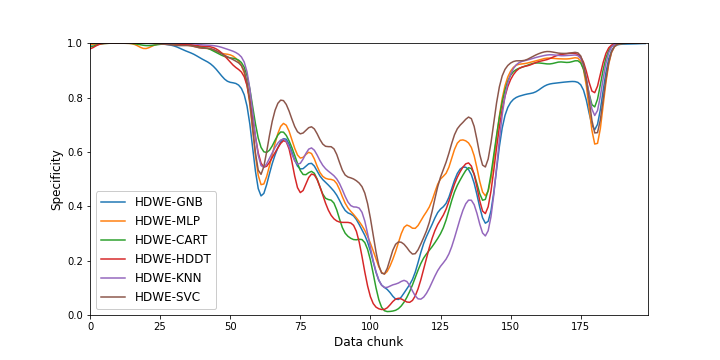 1.0
0.8
0.6
0.4
0.2
0.0
Specificity
HDWE-GNB
HDWE-MLP
HDWE-CART
HDWE-HDDT
HDWE-KNN
HDWE-SVC
0 25 50 75 100 125 150 175
Data chunk